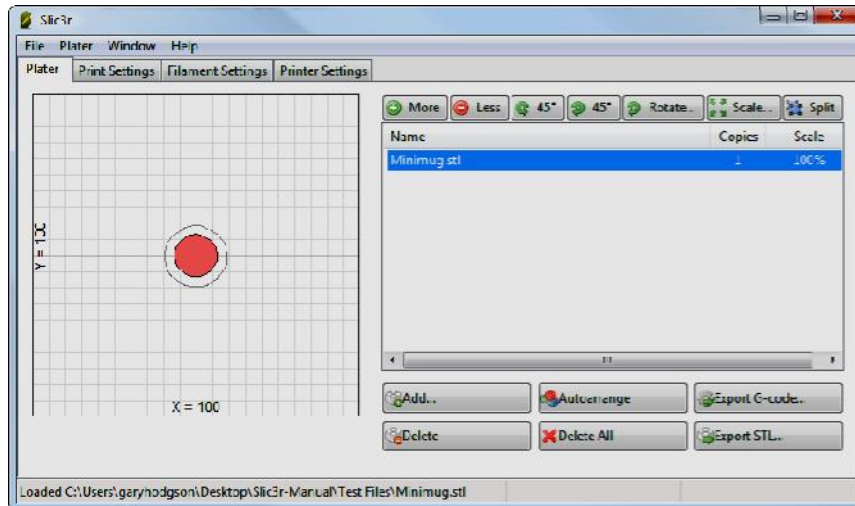 Slic3r
File Plater Window Help
Plater Print Settings Filament Settings Printer Settings
More Less 45° 45° Rotate... Scale... Split
Name Copies Scale
Minimug.stl 1 100%
Y = 100
X = 100
Add... Autoarrange Export G-code...
Delete Delete All Export STL...
Loaded C:\Users\garyhodgson\Desktop\Slic3r-Manual\Test Files\Minimug.stl